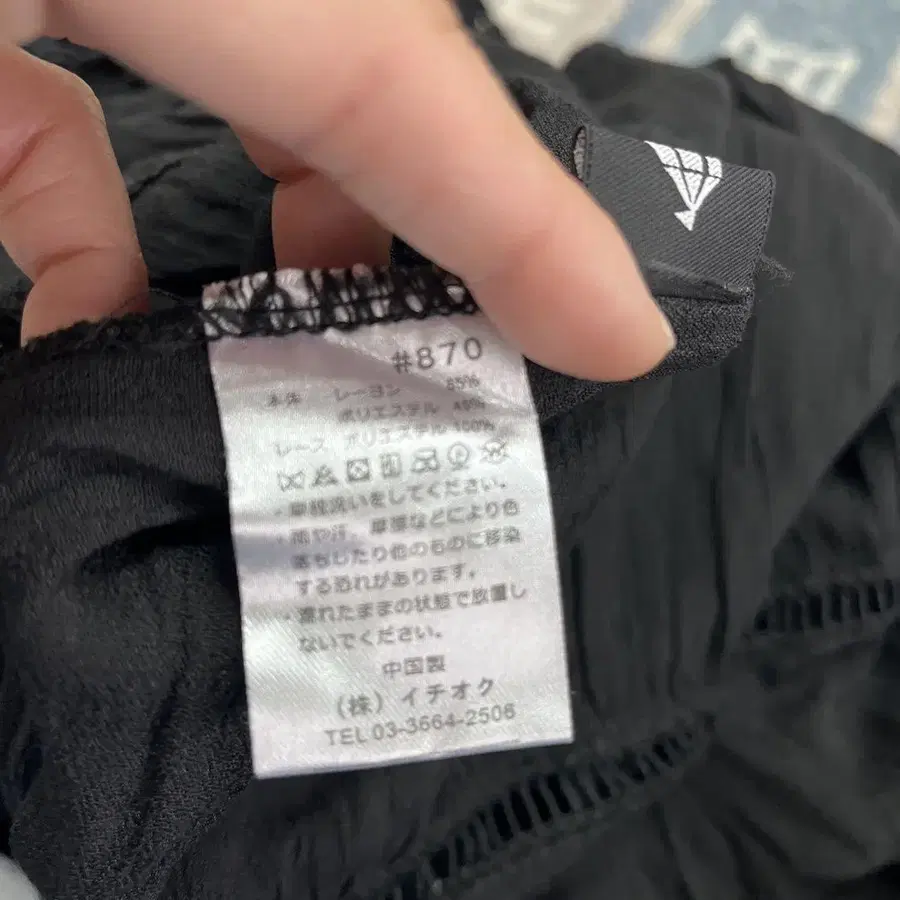 #870
本体 レーヨン 85%
ポリエステル
レース ポリエステル 100%
・単独洗いをしてください。
・雨や汗、摩擦などにより色
落ちしたり他のものに移染
する恐れがあります。
・濡れたままの状態で放置し
ないでください。
中国製
(株)イチオク
TEL 03-3664-2506